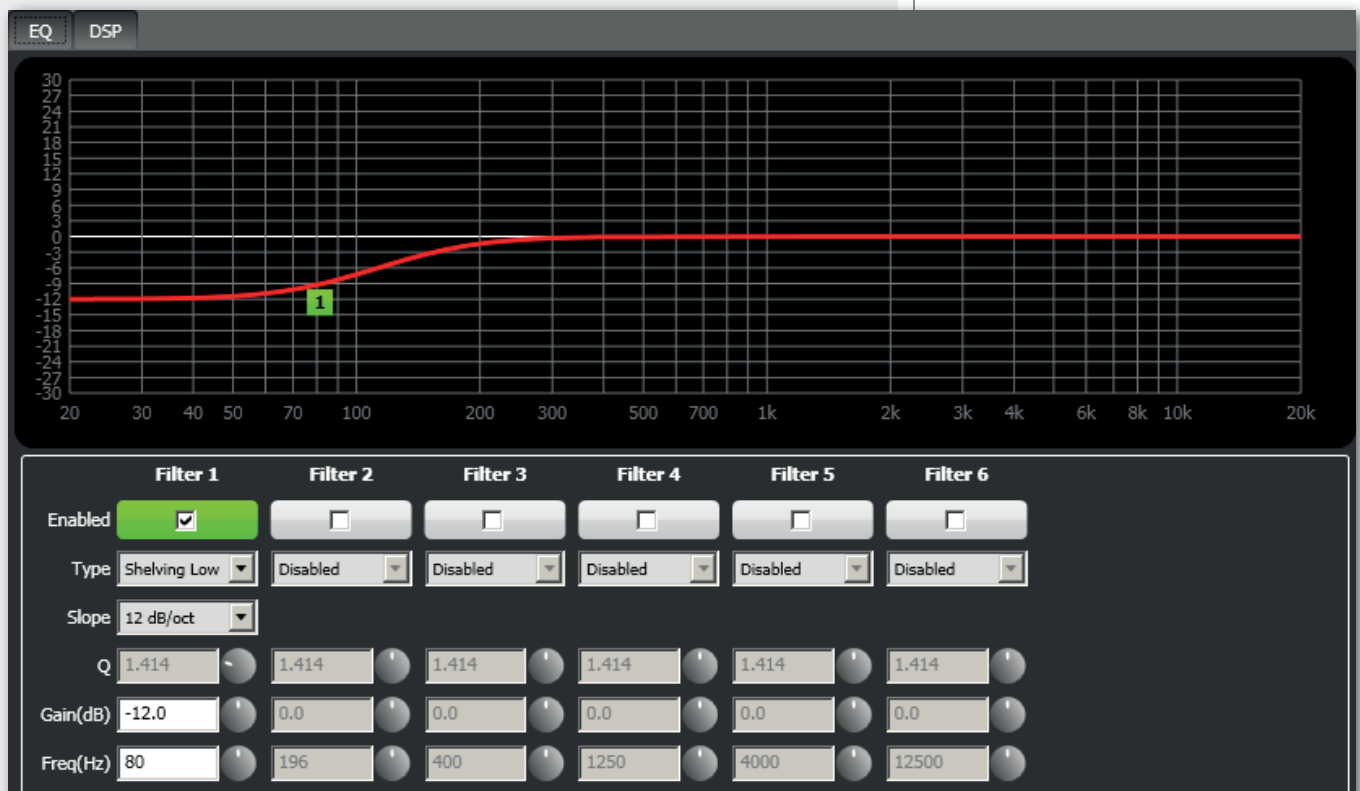 EQ DSP
30
27
24
21
18
15
12
9
6
3
0
-3
-6
-9
-12
-15
-18
-21
-24
-27
-30
1
20 30 40 50 70 100 200 300 500 700 1k 2k 3k 4k 6k 8k 10k 20k
Filter 1 Filter 2 Filter 3 Filter 4 Filter 5 Filter 6
Enabled
Type Shelving Low Disabled Disabled Disabled Disabled Disabled
Slope 12 dB/oct
Q 1.414 1.414 1.414 1.414 1.414 1.414
Gain(dB) -12.0 0.0 0.0 0.0 0.0 0.0
Freq(Hz) 80 196 400 1250 4000 12500